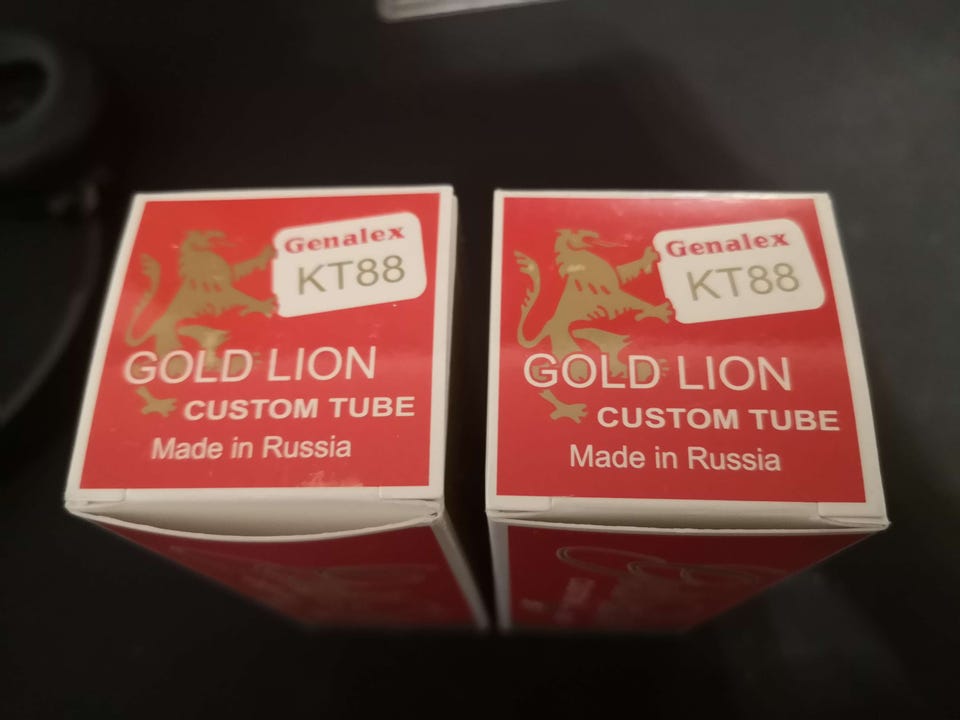 Genalex
KT88
GOLD LION
CUSTOM TUBE
Made in Russia
Genalex
KT88
GOLD LION
CUSTOM TUBE
Made in Russia